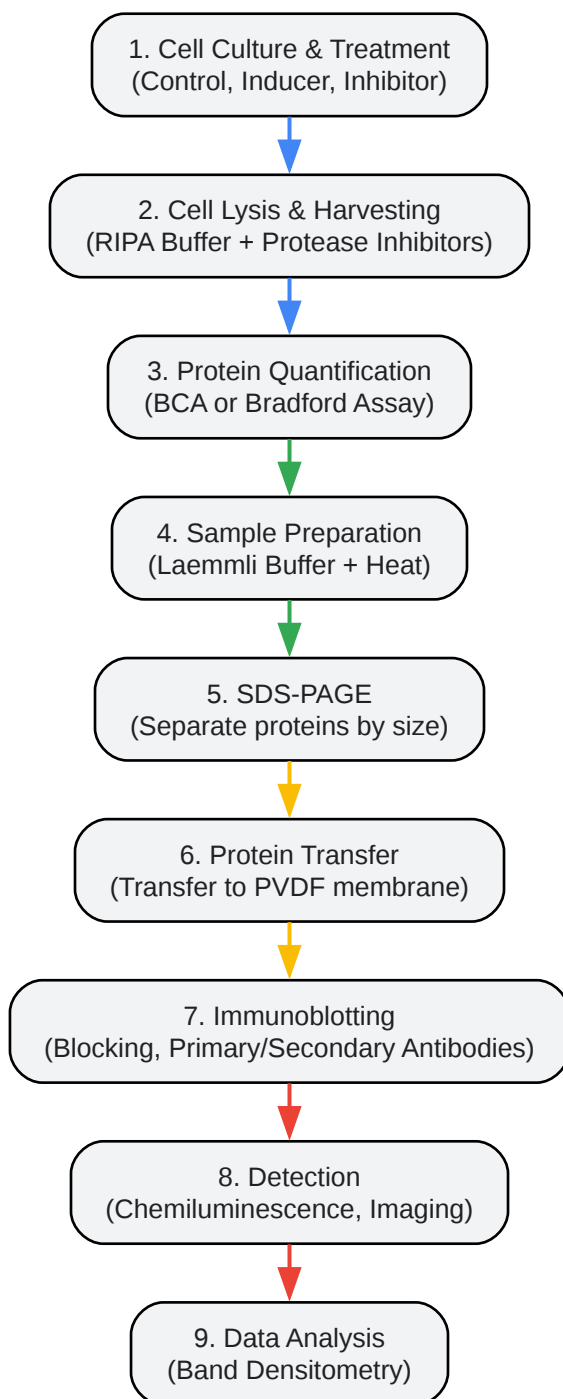 1. Cell Culture & Treatment
(Control, Inducer, Inhibitor)
2. Cell Lysis & Harvesting
(RIPA Buffer + Protease Inhibitors)
3. Protein Quantification
(BCA or Bradford Assay)
4. Sample Preparation
(Laemmli Buffer + Heat)
5. SDS-PAGE
(Separate proteins by size)
6. Protein Transfer
(Transfer to PVDF membrane)
7. Immunoblotting
(Blocking, Primary/Secondary Antibodies)
8. Detection
(Chemiluminescence, Imaging)
9. Data Analysis
(Band Densitometry)